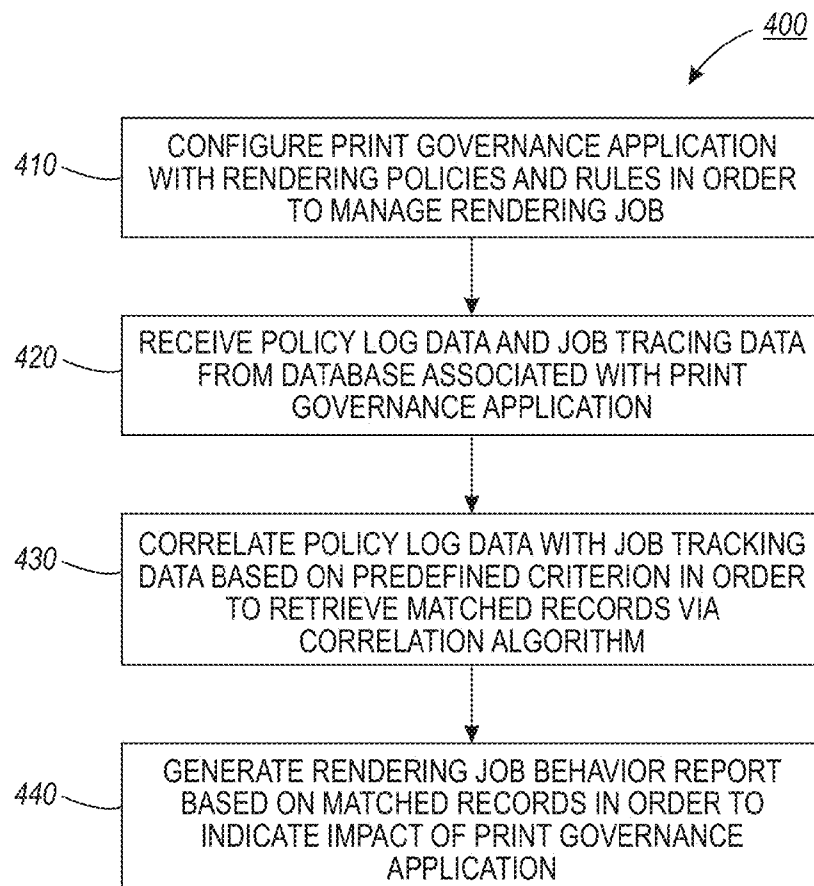 400
410
CONFIGURE PRINT GOVERNANCE APPLICATION
WITH RENDERING POLICIES AND RULES IN ORDER
TO MANAGE RENDERING JOB
420
RECEIVE POLICY LOG DATA AND JOB TRACING DATA
FROM DATABASE ASSOCIATED WITH PRINT
GOVERNANCE APPLICATION
430
CORRELATE POLICY LOG DATA WITH JOB TRACKING
DATA BASED ON PREDEFINED CRITERION IN ORDER
TO RETRIEVE MATCHED RECORDS VIA
CORRELATION ALGORITHM
440
GENERATE RENDERING JOB BEHAVIOR REPORT
BASED ON MATCHED RECORDS IN ORDER TO
INDICATE IMPACT OF PRINT GOVERNANCE
APPLICATION